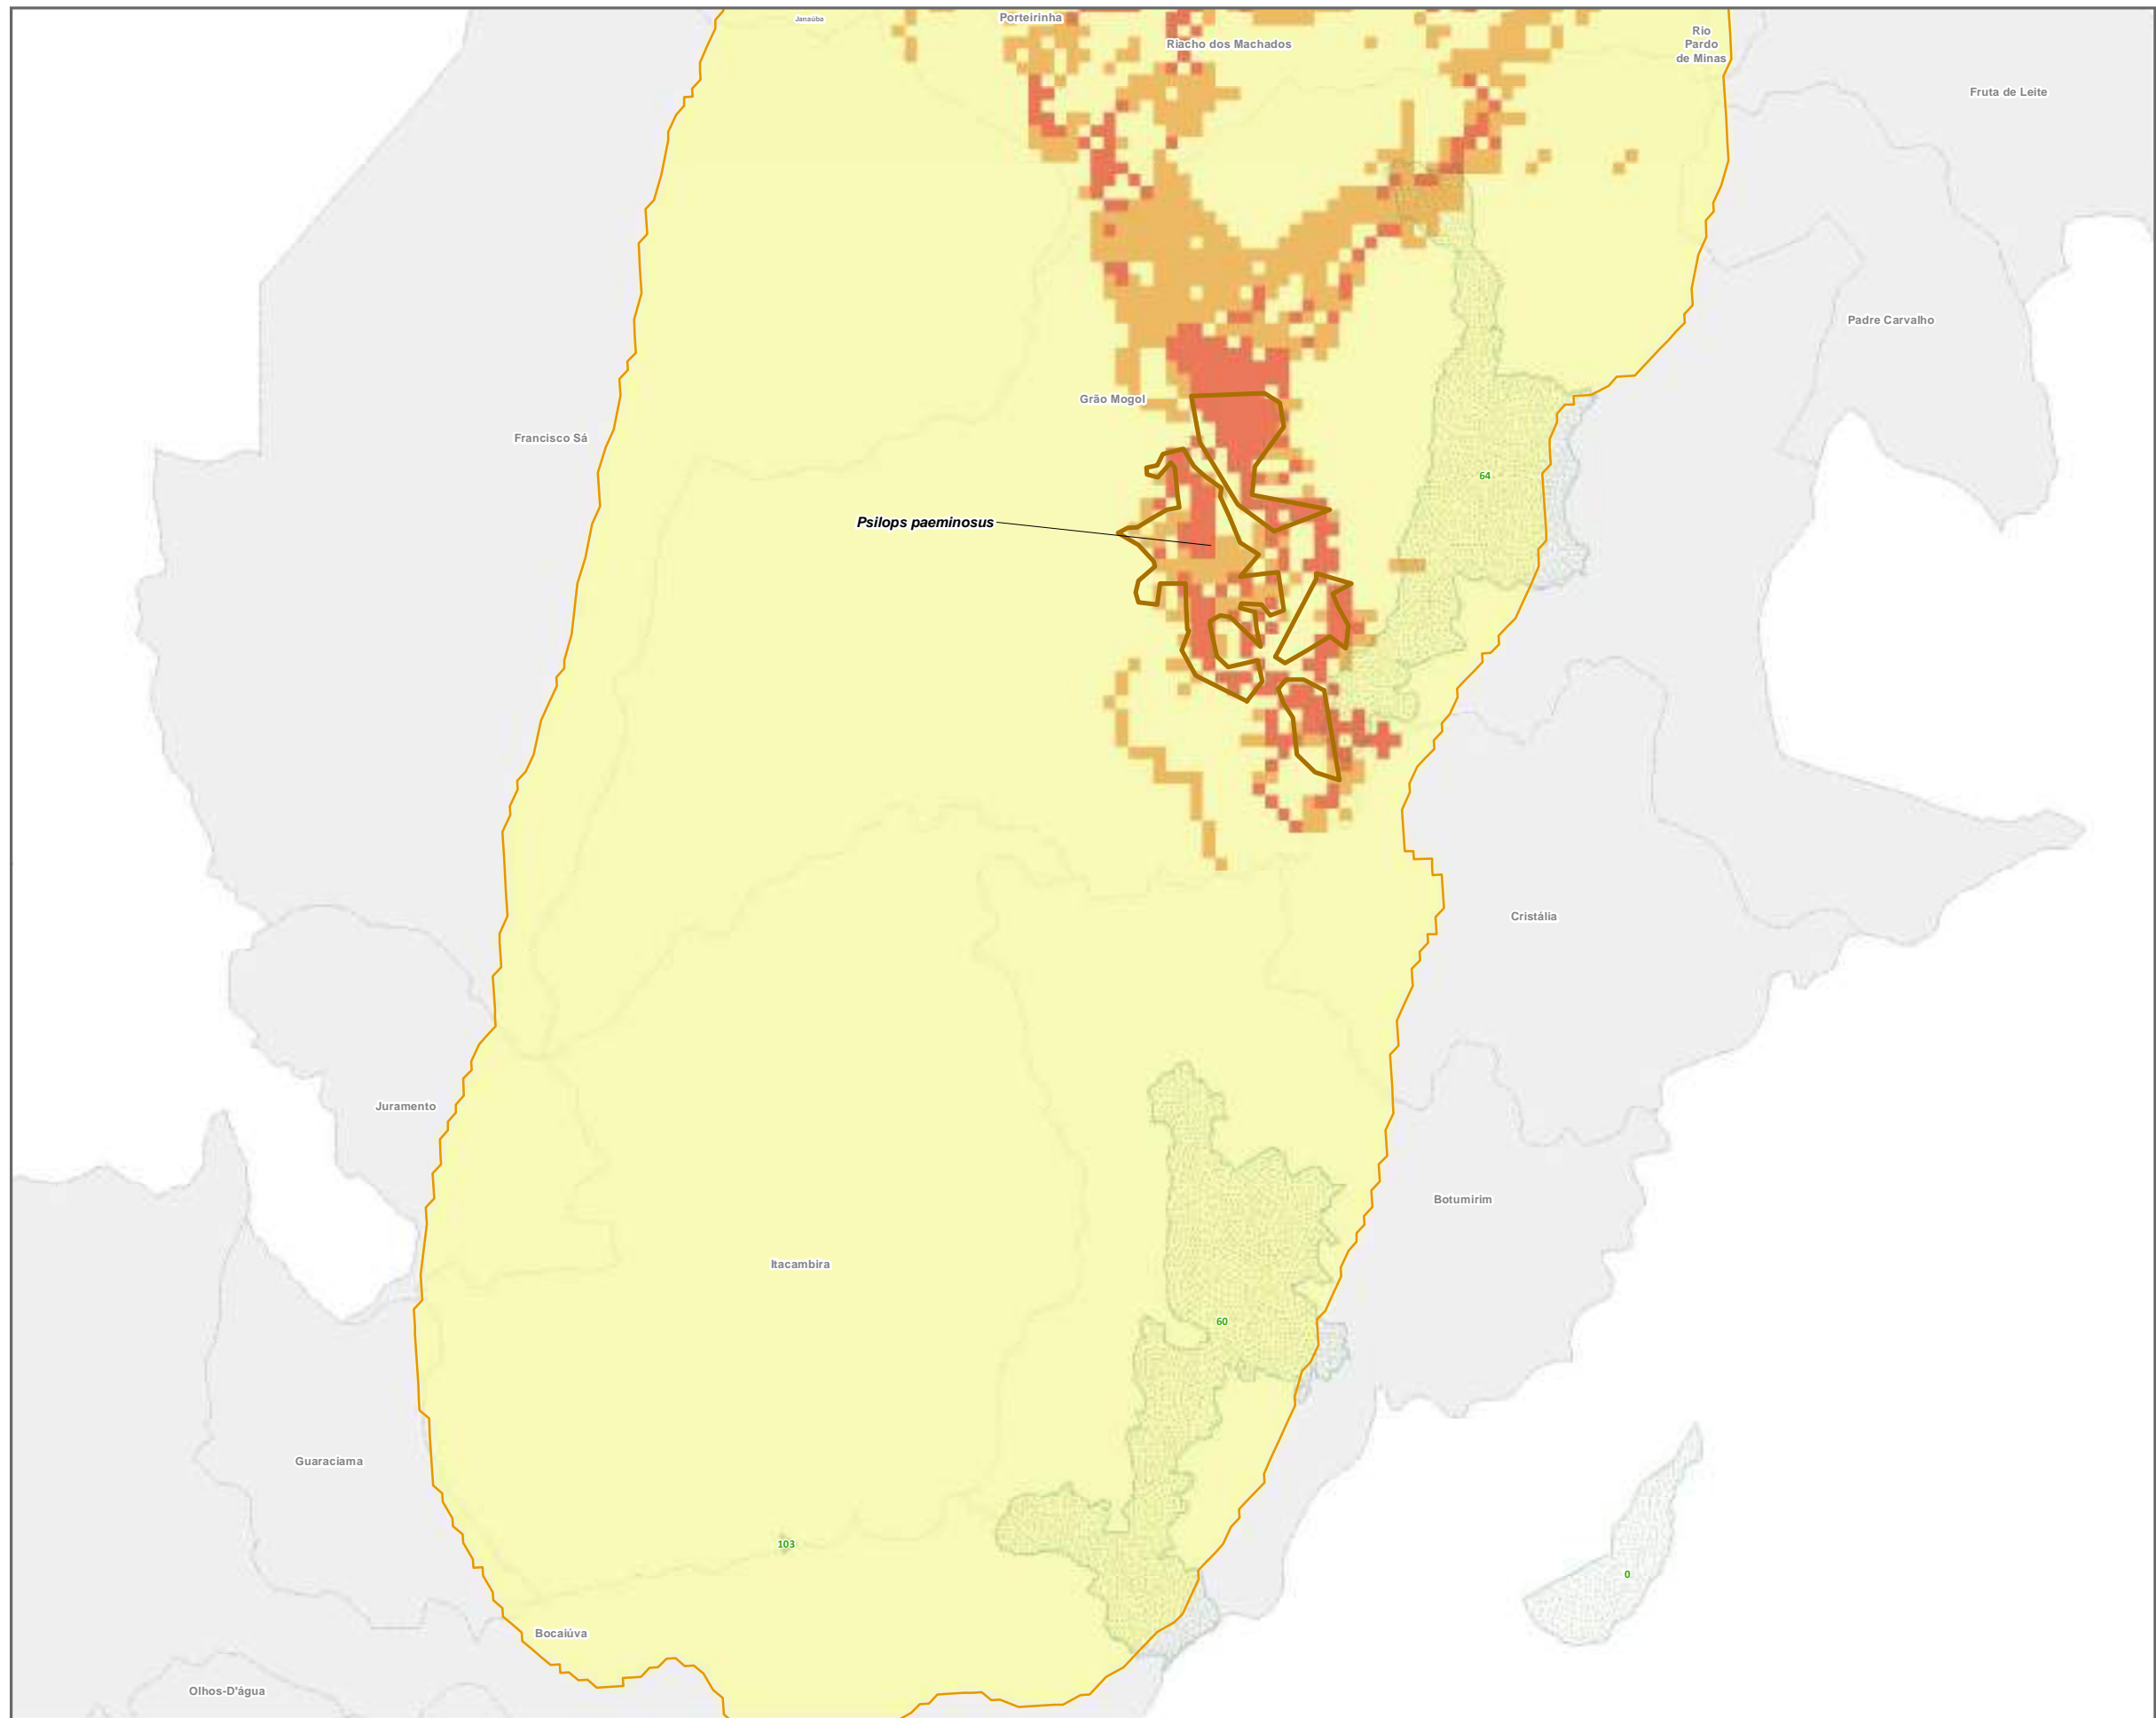 Janaúba
Porteirinha
Riacho dos Machados
Rio
Pardo
de Minas
Fruta de Leite
Padre Carvalho
Grão Mogol
Francisco Sá
64
Psilops paeminosus
Cristália
Juramento
Botumirim
Itacambira
60
Guaraciama
103
0
Bocaiúva
Olhos-D'água